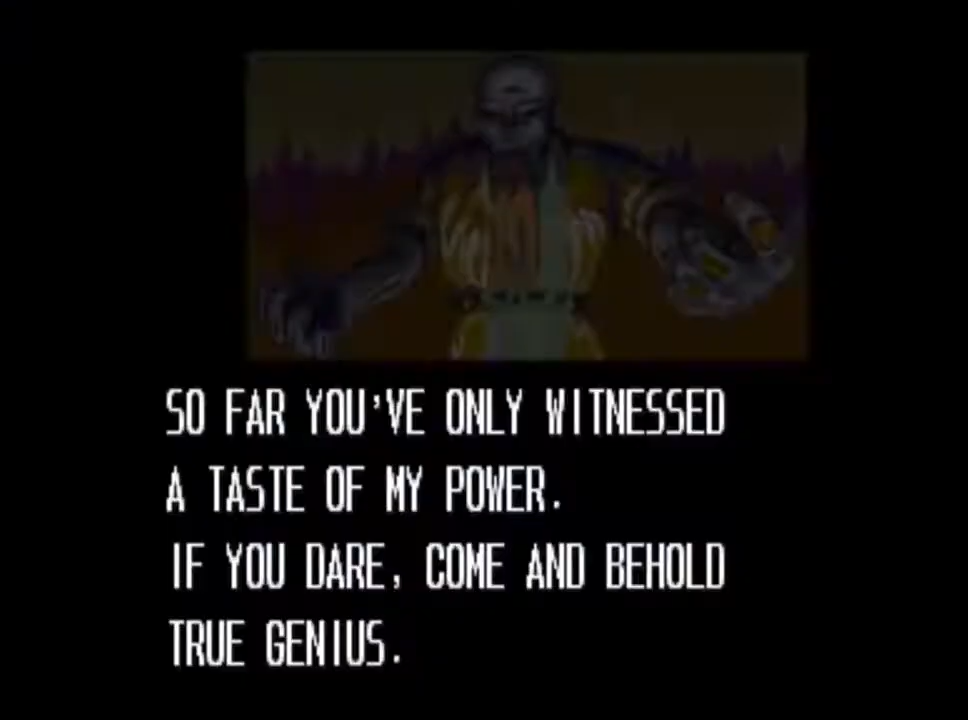 SO FAR YOU'VE ONLY WITNESSED
A TASTE OF MY POWER.
IF YOU DARE, COME AND BEHOLD
TRUE GENIUS.